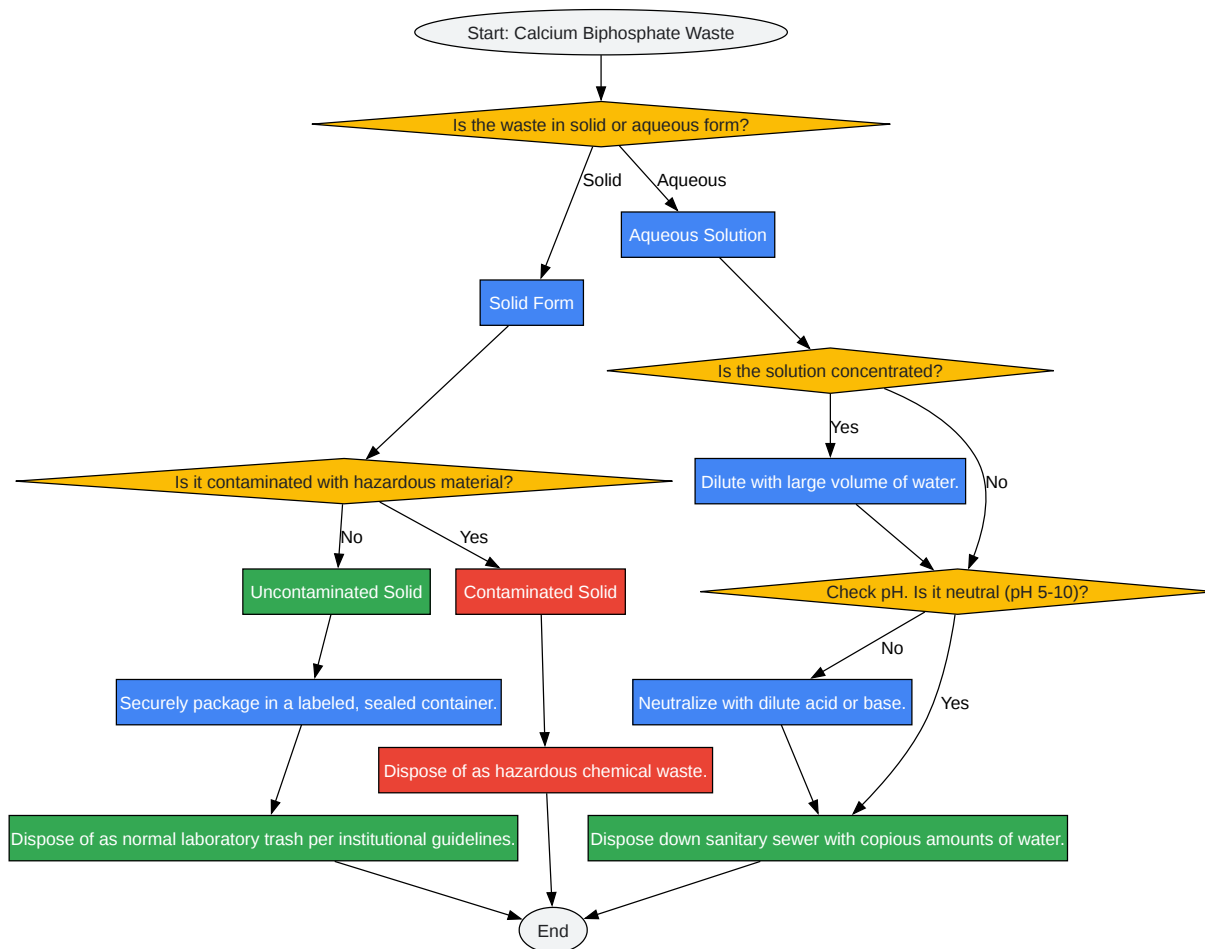 Start: Calcium Biphosphate Waste
Is the waste in solid or aqueous form?
Solid
Aqueous
Aqueous Solution
Solid Form
Is the solution concentrated?
Yes
Is it contaminated with hazardous material?
Dilute with large volume of water.
No
No
Yes
Uncontaminated Solid
Contaminated Solid
Check pH. Is it neutral (pH 5-10)?
No
Securely package in a labeled, sealed container.
Neutralize with dilute acid or base.
Yes
Dispose of as hazardous chemical waste.
Dispose of as normal laboratory trash per institutional guidelines.
Dispose down sanitary sewer with copious amounts of water.
End